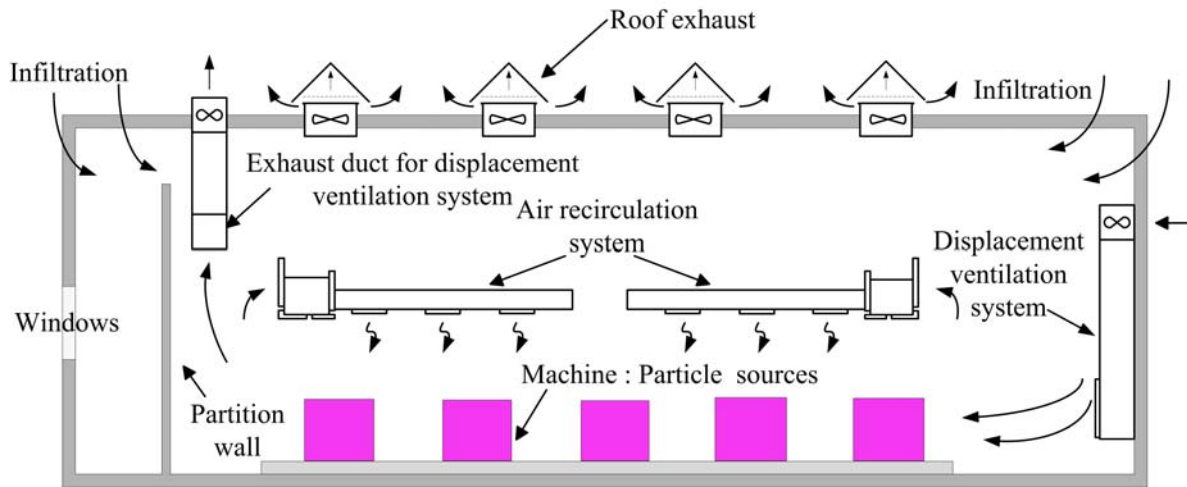 Roof exhaust
Infiltration
Infiltration
Exhaust duct for displacement
ventilation system
Air recirculation
system
Displacement
ventilation
system
Windows
Machine : Particle sources
Partition
wall